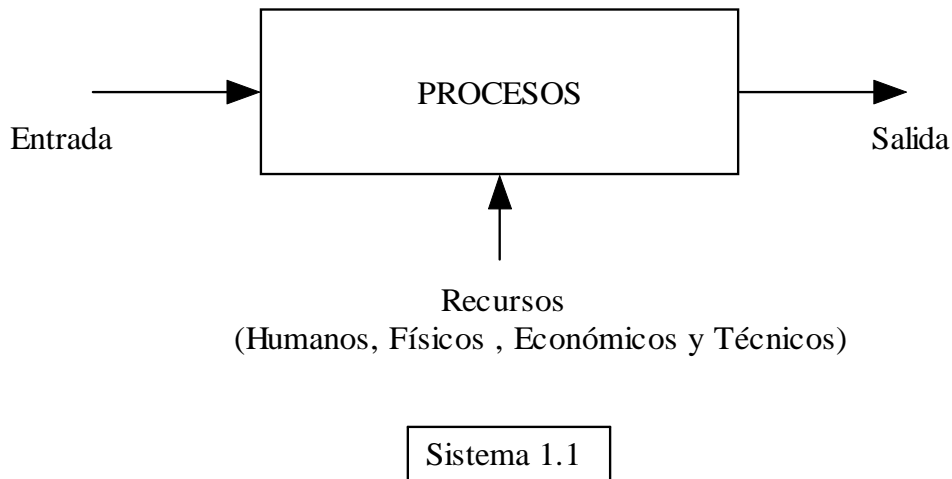 PROCESOS
Entrada
Salida
Recursos
(Humanos, Físicos , Económicos y Técnicos)
Sistema 1.1